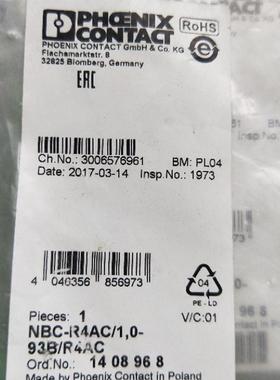 PHŒNIX
CONTACT
RoHS
PHOENIX CONTACT GmbH & Co. KG
Flachsmarktstr. 8
32825 Blomberg, Germany
e
EAC
Ch.No.: 3006576961 BM: PL04
Date: 2017-03-14 Insp.No.: 1973
4 046356 856973
04
PE-LD
Pieces: 1 V/C:01
NBC-R4AC/1,0-
93B/R4AC
Ord.No.: 14 08 96 8
Made by Phoenix Contact in Poland